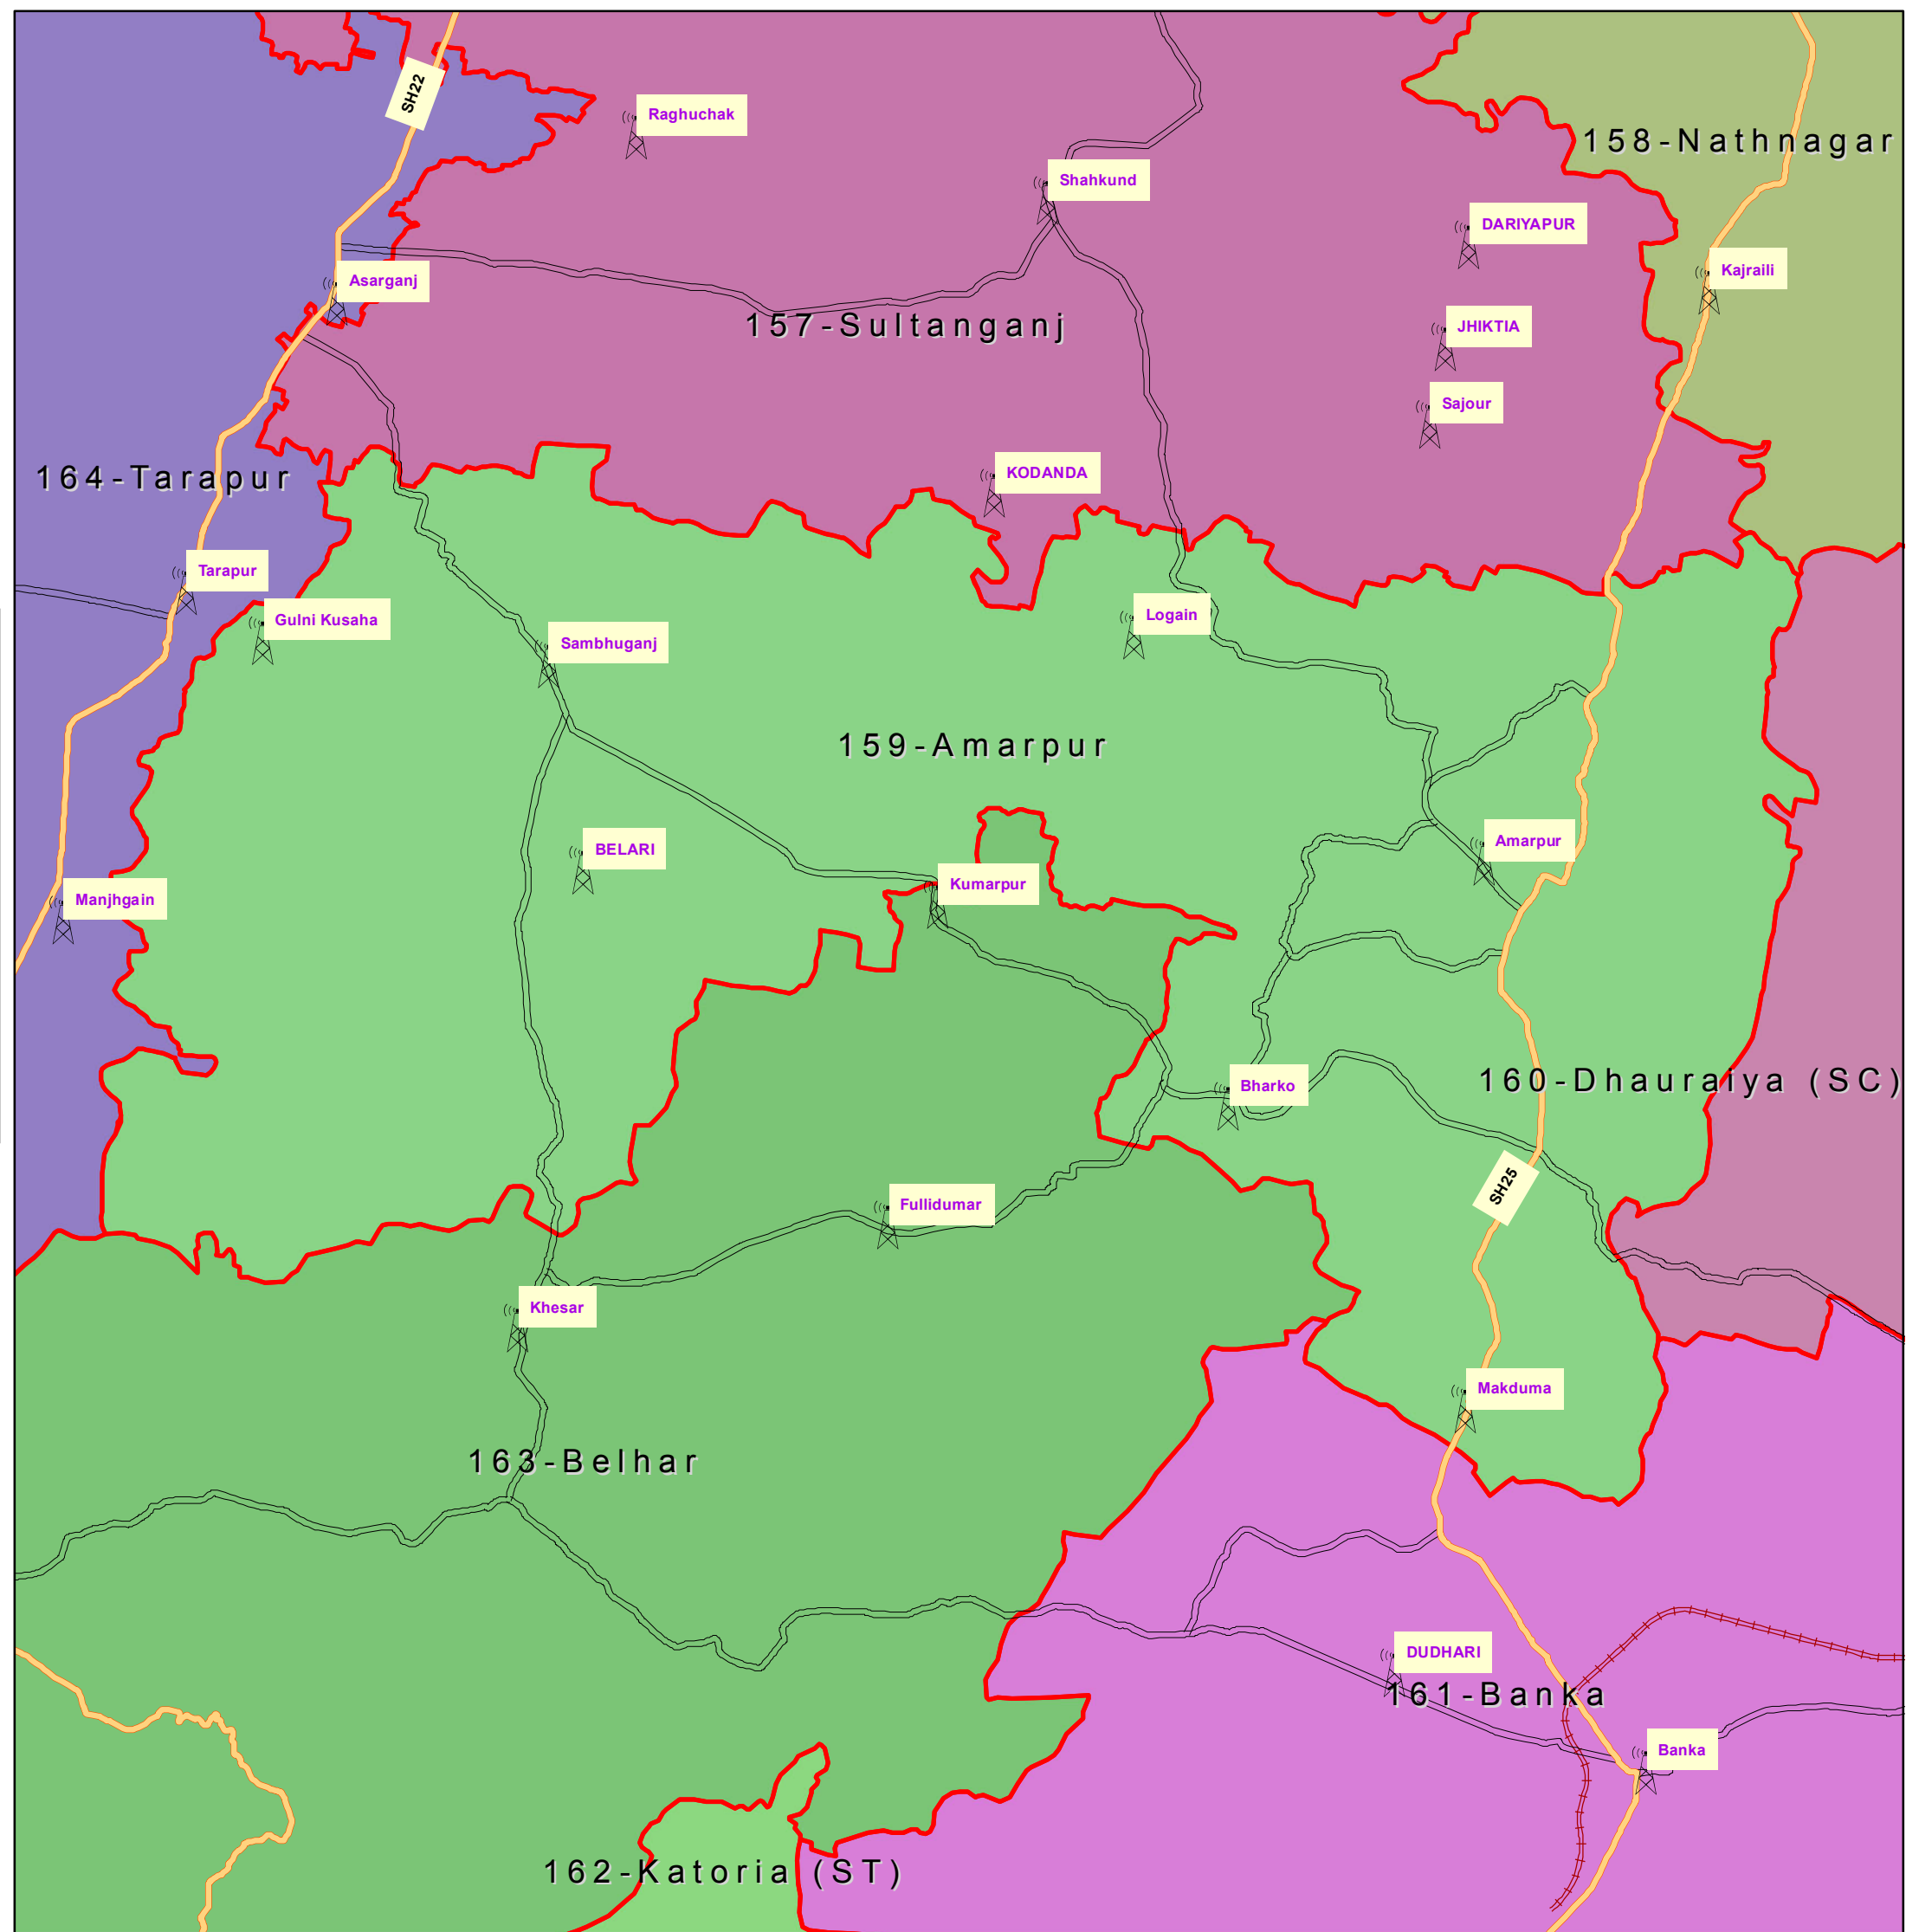 SH22
Raghuchak
158-Nathnagar
Shahkund
DARIYAPUR
Kajraili
Asarganj
157-Sultanganj
JHIKTIA
Sajour
KODANDA
164-Tarapur
Tarapur
Gulni Kusaha
Logain
Sambhuganj
159-Amarpur
Amarpur
BELARI
Kumarpur
Manjhgain
160-Dhauraiya (SC)
Bharko
SH25
Fullidumar
Khesar
Makduma
163-Belhar
DUDHARI
161-Banka
Banka
162-Katoria (ST)